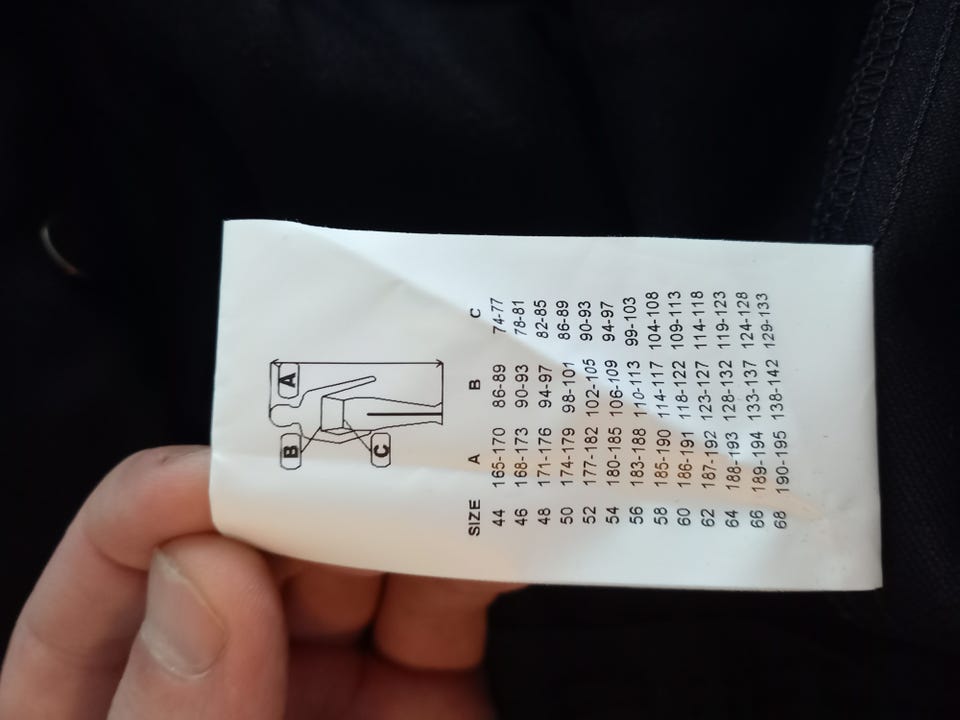 A
B
C
SIZE A B C
44 165-170 86-89 74-77
46 168-173 90-93 78-81
48 171-176 94-97 82-85
50 174-179 98-101 86-89
52 177-182 102-105 90-93
54 180-185 106-109 94-97
56 183-188 110-113 99-103
58 185-190 114-117 104-108
60 186-191 118-122 109-113
62 187-192 123-127 114-118
64 188-193 128-132 119-123
66 189-194 133-137 124-128
68 190-195 138-142 129-133